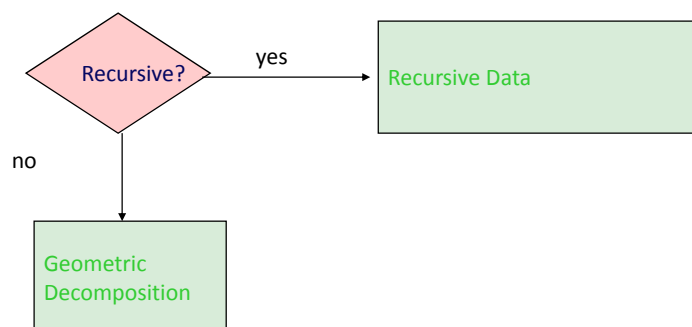 yes
Recursive?
Recursive Data
no
Geometric
Decomposition